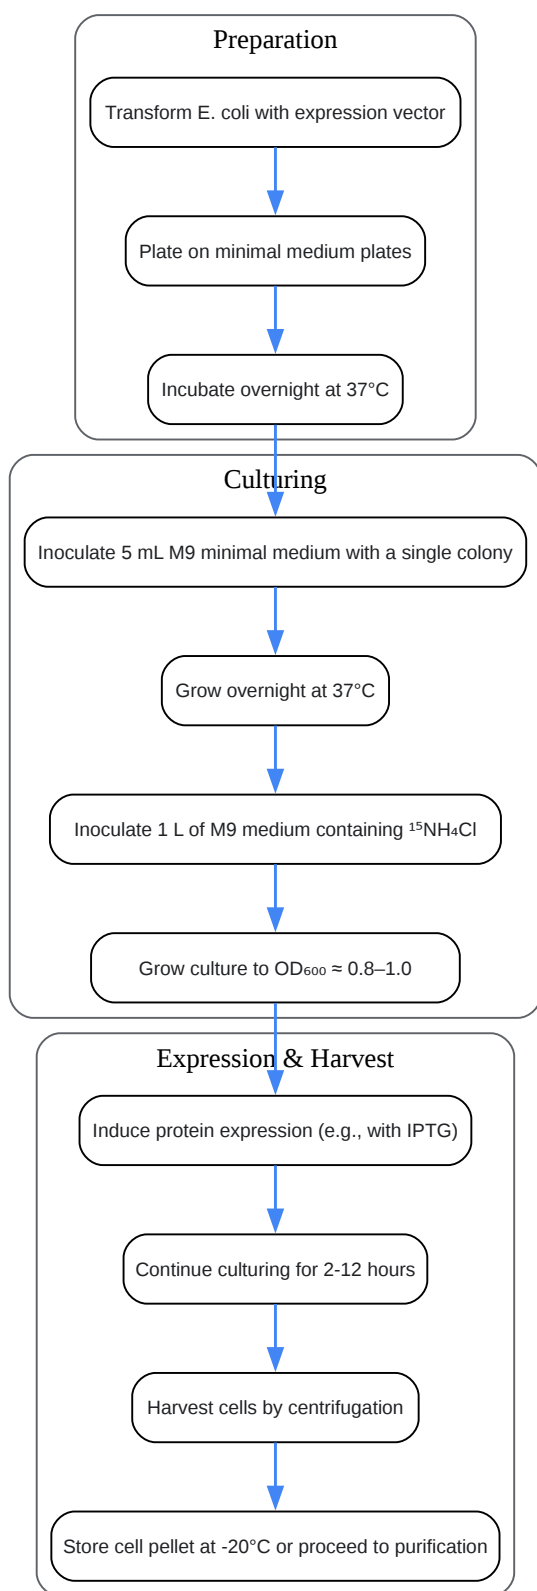 Preparation
Transform E. coli with expression vector
Plate on minimal medium plates
Incubate overnight at 37°C
Culturing
Inoculate 5 mL M9 minimal medium with a single colony
Grow overnight at 37°C
Inoculate 1 L of M9 medium containing ¹⁵NH₄Cl
Grow culture to OD₆₀₀ ≈ 0.8–1.0
Expression & Harvest
Induce protein expression (e.g., with IPTG)
Continue culturing for 2-12 hours
Harvest cells by centrifugation
Store cell pellet at -20°C or proceed to purification